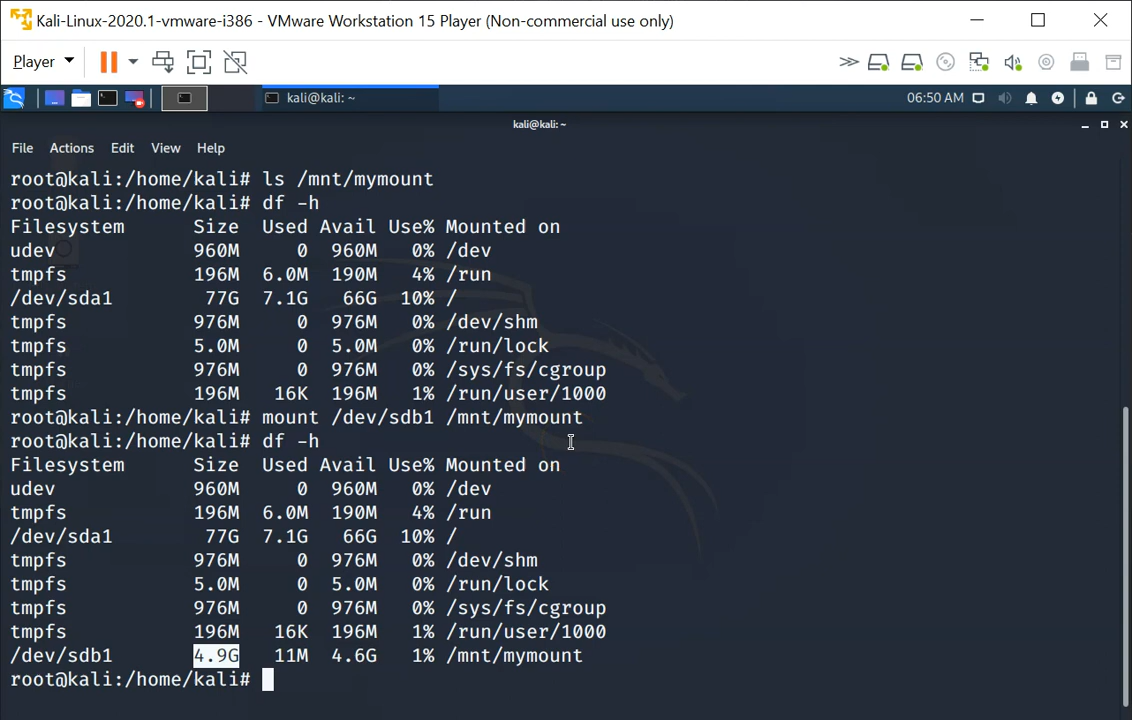 Kali-Linux-2020.1-vmware-i386 - VMware Workstation 15 Player (Non-commercial use only)
Player
kali@kali: ~
06:50 AM
kali@kali: ~
File Actions Edit View Help
root@kali:/home/kali# ls /mnt/mymount
root@kali:/home/kali# df -h
Filesystem      Size  Used Avail Use% Mounted on
udev            960M     0  960M   0% /dev
tmpfs           196M  6.0M  190M   4% /run
/dev/sda1        77G  7.1G   66G  10% /
tmpfs           976M     0  976M   0% /dev/shm
tmpfs           5.0M     0  5.0M   0% /run/lock
tmpfs           976M     0  976M   0% /sys/fs/cgroup
tmpfs           196M   16K  196M   1% /run/user/1000
root@kali:/home/kali# mount /dev/sdb1 /mnt/mymount
root@kali:/home/kali# df -h
Filesystem      Size  Used Avail Use% Mounted on
udev            960M     0  960M   0% /dev
tmpfs           196M  6.0M  190M   4% /run
/dev/sda1        77G  7.1G   66G  10% /
tmpfs           976M     0  976M   0% /dev/shm
tmpfs           5.0M     0  5.0M   0% /run/lock
tmpfs           976M     0  976M   0% /sys/fs/cgroup
tmpfs           196M   16K  196M   1% /run/user/1000
/dev/sdb1       4.9G   11M  4.6G   1% /mnt/mymount
root@kali:/home/kali#